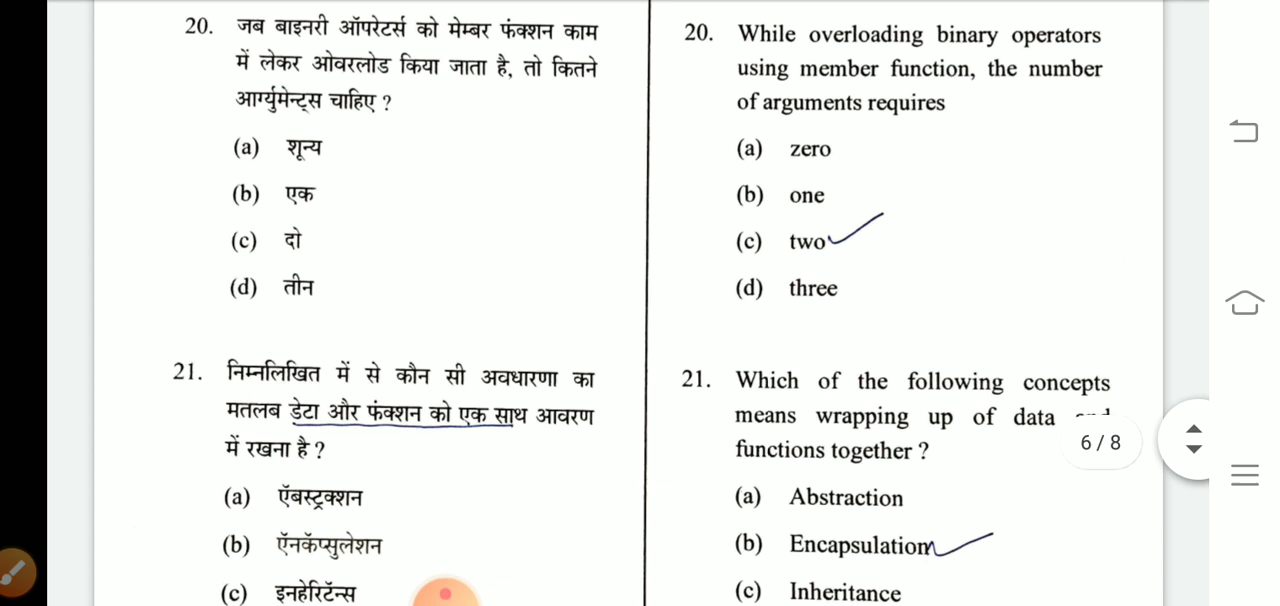 20. जब बाइनरी ऑपरेटर्स को मेम्बर फंक्शन काम
में लेकर ओवरलोड किया जाता है, तो कितने
आर्ग्युमेन्ट्स चाहिए ?
(a) शून्य
(b) एक
(c) दो
(d) तीन
21. निम्नलिखित में से कौन सी अवधारणा का
मतलब डेटा और फंक्शन को एक साथ आवरण
में रखना है ?
(a) ऍबस्ट्रक्शन
(b) ऍनकॅप्सुलेशन
(c) इनहेरिटॅन्स
20. While overloading binary operators
using member function, the number
of arguments requires
(a) zero
(b) one
(c) two
(d) three
21. Which of the following concepts
means wrapping up of data
functions together ?
(a) Abstraction
(b) Encapsulation
(c) Inheritance
6 / 8